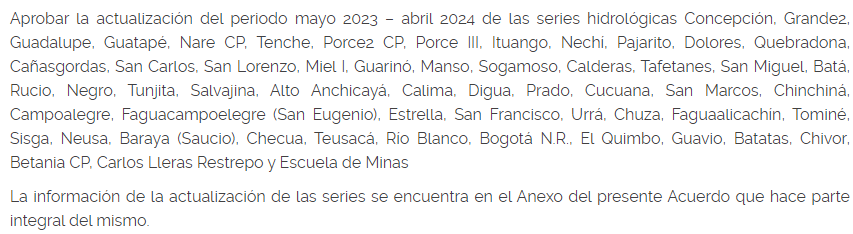 Aprobar la actualización del periodo mayo 2023 – abril 2024 de las series hidrológicas Concepción, Grande2,
Guadalupe, Guatapé, Nare CP, Tenche, Porce2 CP, Porce III, Ituango, Nechí, Pajarito, Dolores, Quebradona,
Cañasgordas, San Carlos, San Lorenzo, Miel I, Guarinó, Manso, Sogamoso, Calderas, Tafetanes, San Miguel, Batá,
Rucio, Negro, Tunjita, Salvajina, Alto Anchicayá, Calima, Digua, Prado, Cucuana, San Marcos, Chinchiná,
Campoalegre, Faguacampoelegre (San Eugenio), Estrella, San Francisco, Urrá, Chuza, Faguaalicachín, Tominé,
Sisga, Neusa, Baraya (Saucio), Checua, Teusacá, Río Blanco, Bogotá N.R., El Quimbo, Guavio, Batatas, Chivor,
Betania CP, Carlos Lleras Restrepo y Escuela de Minas
La información de la actualización de las series se encuentra en el Anexo del presente Acuerdo que hace parte
integral del mismo.